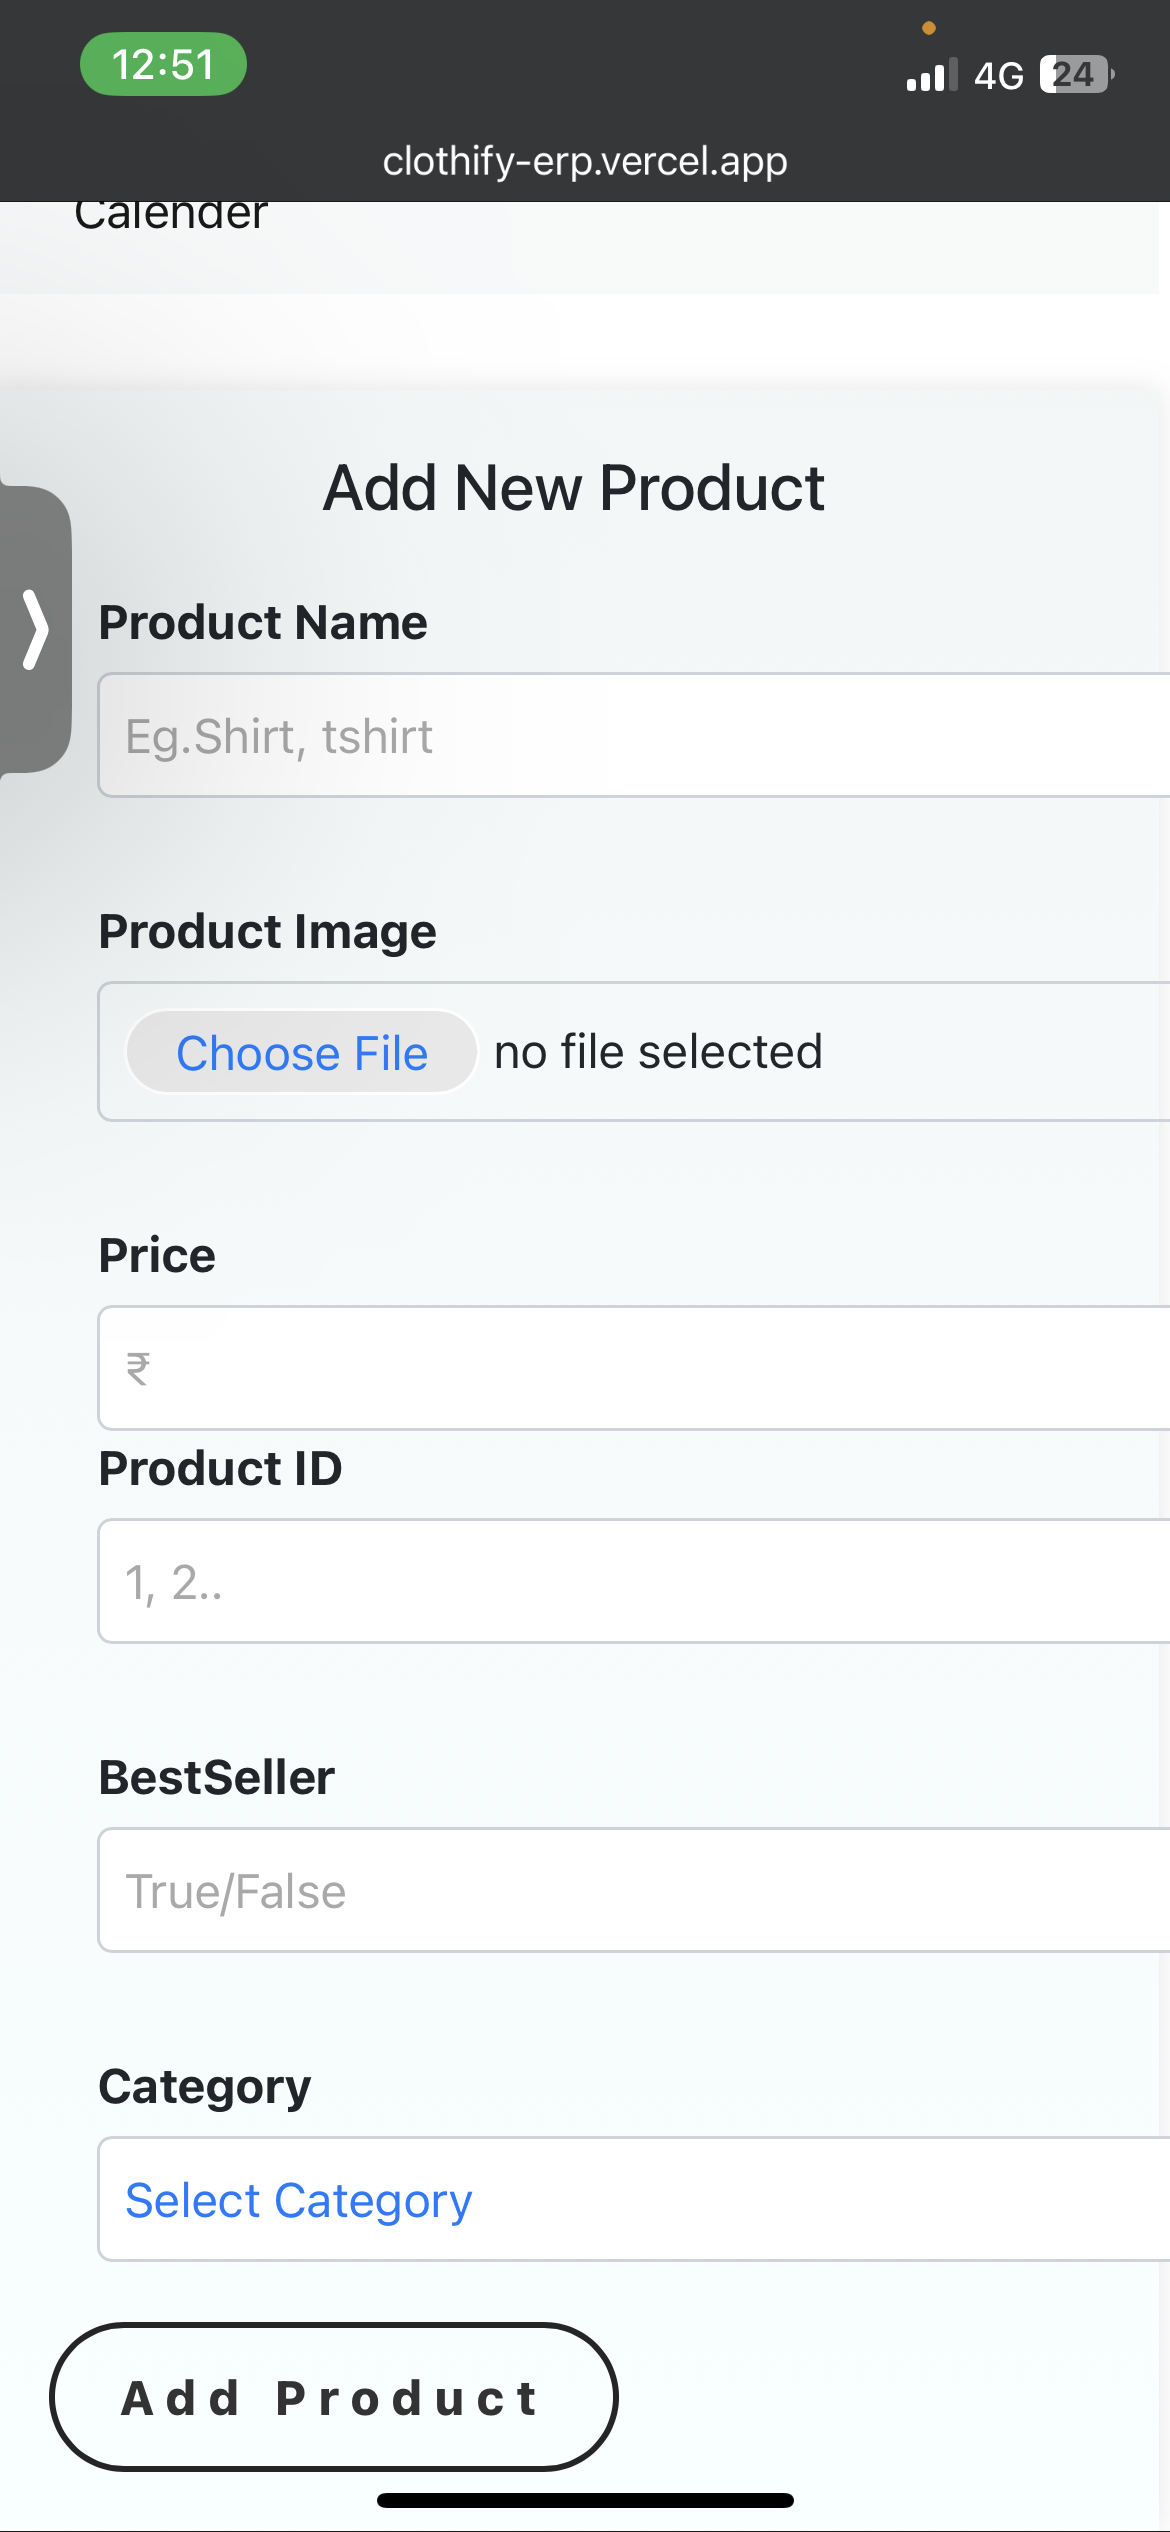 12:51
4G 24
clothify-erp.vercel.app
Calender
Add New Product
Product Name
Eg.Shirt, tshirt
Product Image
Choose File no file selected
Price
₹
Product ID
1, 2..
BestSeller
True/False
Category
Select Category
Add Product